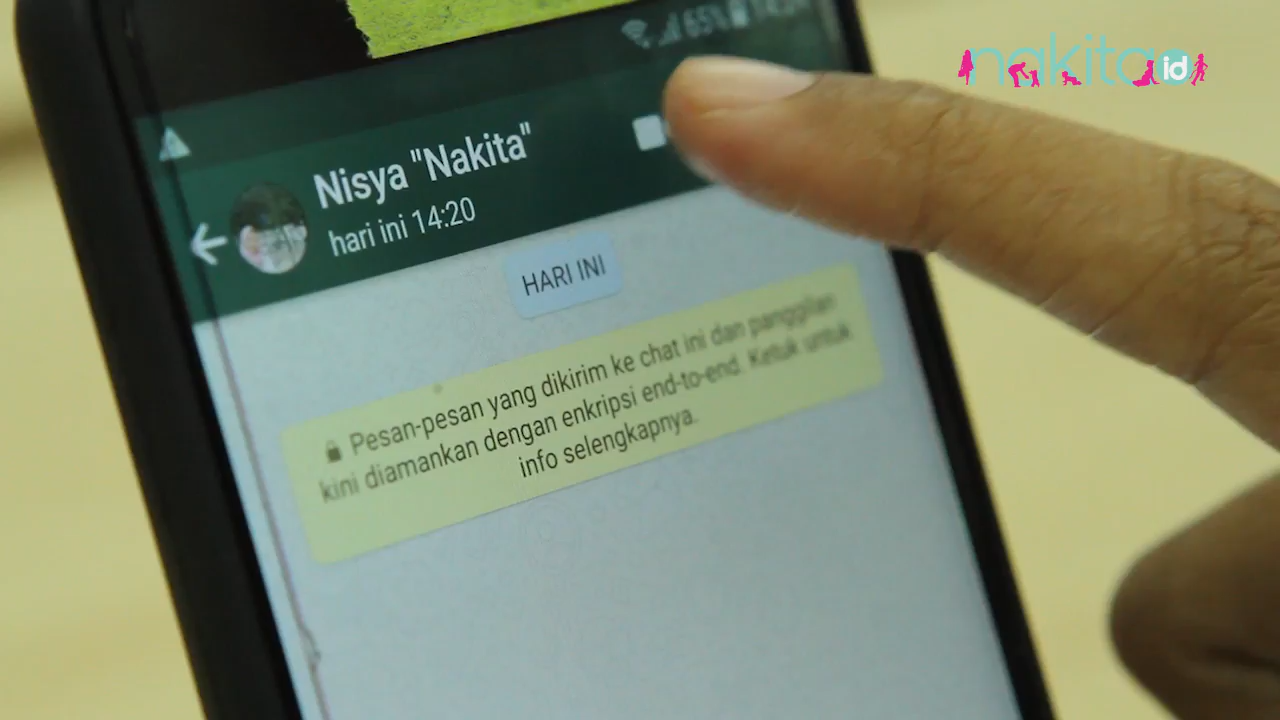 65%
nakita
id
Nisya "Nakita"
hari ini 14:20
HARI INI
Pesan-pesan yang dikirim ke chat ini dan panggilan
kini diamankan dengan enkripsi end-to-end. Ketuk untuk
info selengkapnya.